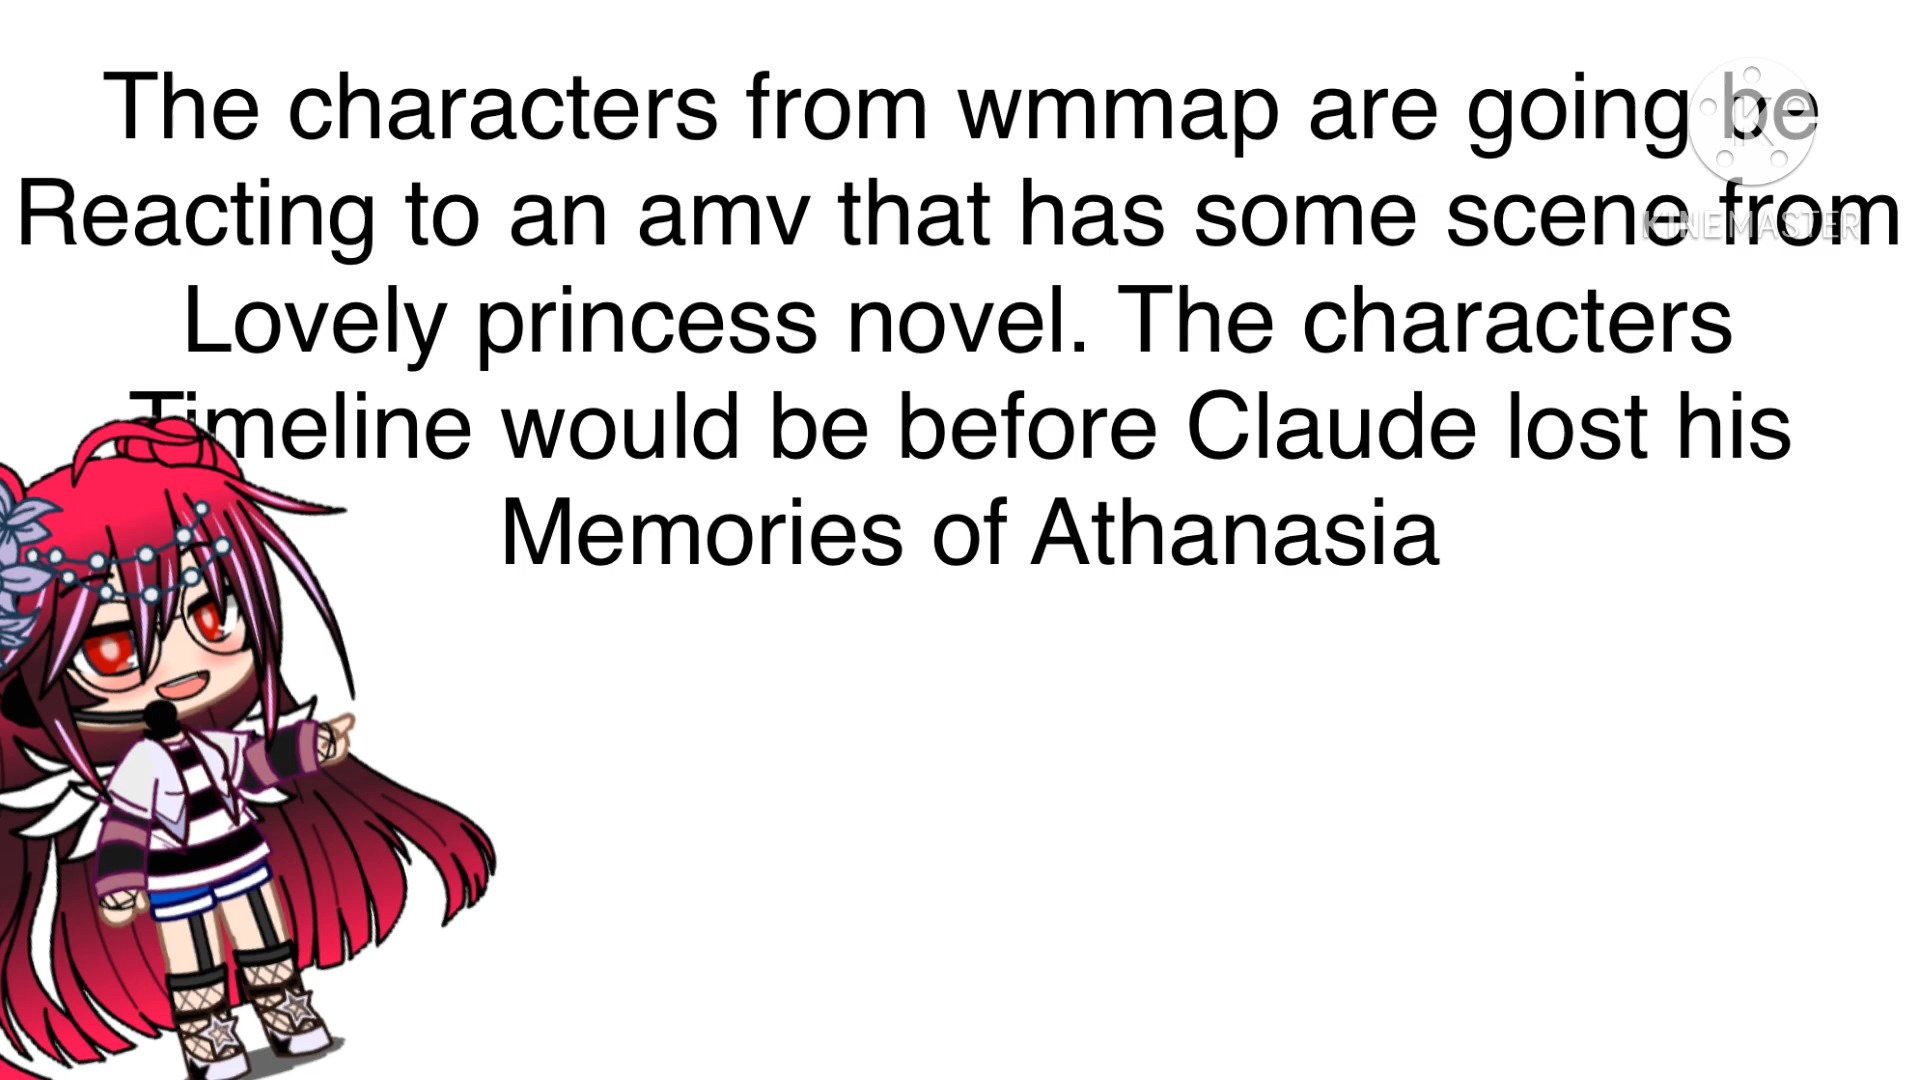 The characters from wmmap are going be
Reacting to an amv that has some scene from
Lovely princess novel. The characters
Timeline would be before Claude lost his
Memories of Athanasia
K
KINEMASTER